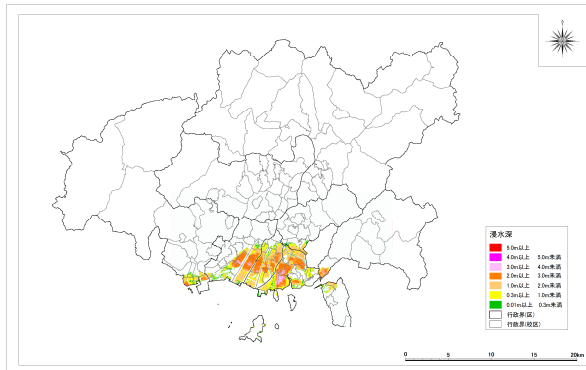 浸水深
5.0m以上
4.0m以上 5.0m未満
3.0m以上 4.0m未満
2.0m以上 3.0m未満
1.0m以上 2.0m未満
0.3m以上 1.0m未満
0.01m以上 0.3m未満
行政界(区)
行政界(校区)
0 5 10 15 20km